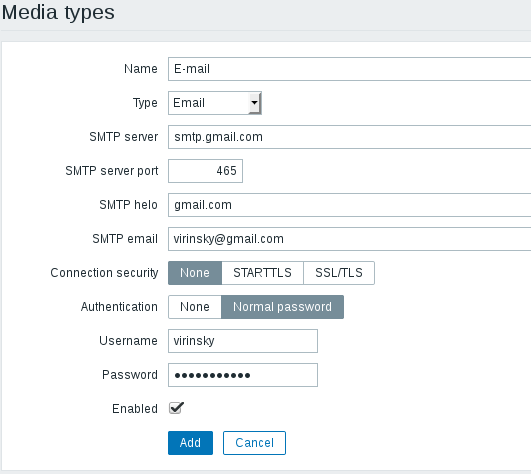 Media types
Name E-mail
Type Email
SMTP server smtp.gmail.com
SMTP server port 465
SMTP helo gmail.com
SMTP email virinsky@gmail.com
Connection security None STARTTLS SSL/TLS
Authentication None Normal password
Username virinsky
Password •••••••••••
Enabled
Add Cancel